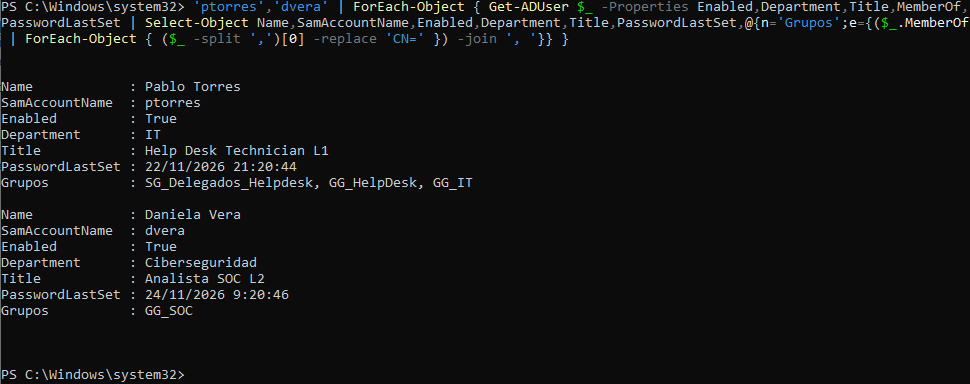 PS C:\Windows\system32> 'ptorres','dvera' | ForEach-Object { Get-ADUser $_ -Properties Enabled,Department,Title,MemberOf,
PasswordLastSet | Select-Object Name,SamAccountName,Enabled,Department,Title,PasswordLastSet,@{n='Grupos';e={($_.MemberOf
| ForEach-Object { ($_ -split ',')[0] -replace 'CN=' }) -join ', '}} }
Name : Pablo Torres
SamAccountName : ptorres
Enabled : True
Department : IT
Title : Help Desk Technician L1
PasswordLastSet : 22/11/2026 21:20:44
Grupos : SG_Delegados_Helpdesk, GG_HelpDesk, GG_IT
Name : Daniela Vera
SamAccountName : dvera
Enabled : True
Department : Ciberseguridad
Title : Analista SOC L2
PasswordLastSet : 24/11/2026 9:20:46
Grupos : GG_SOC
PS C:\Windows\system32>